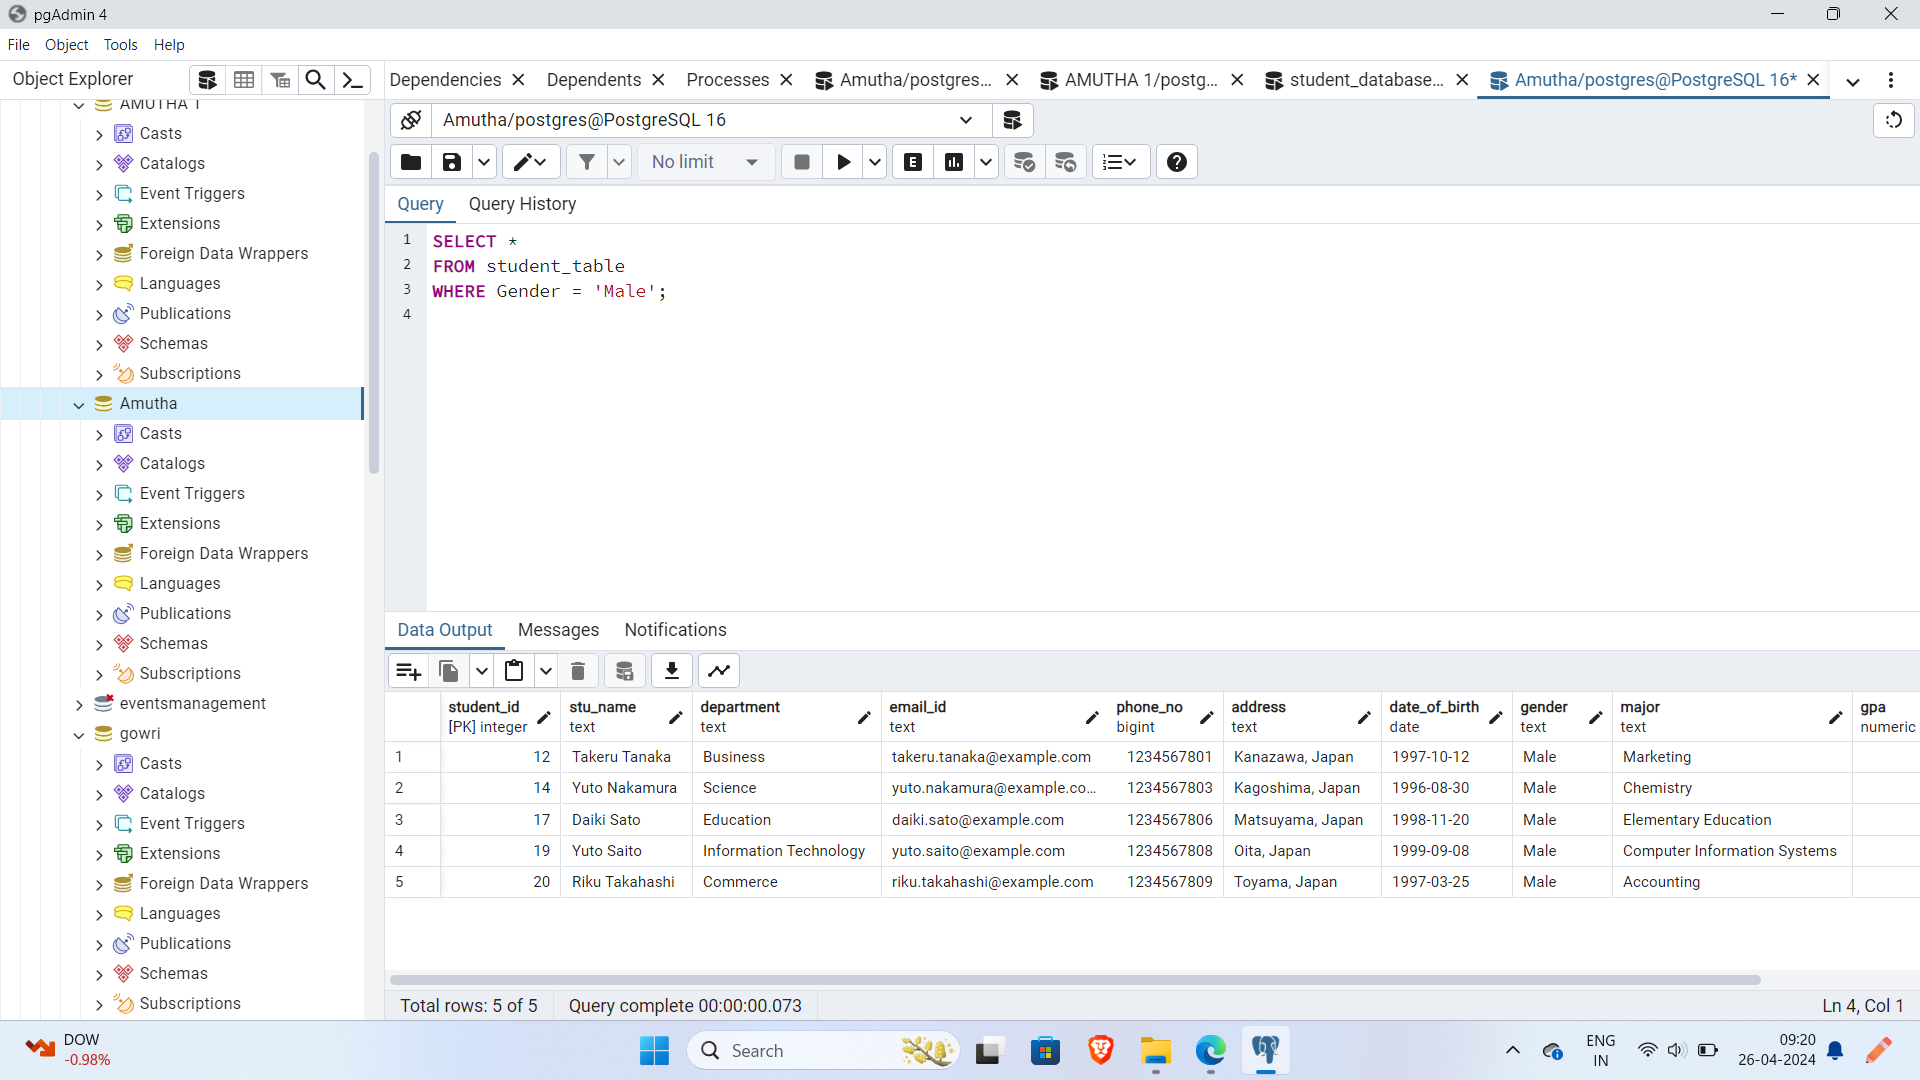 pgAdmin 4
File Object Tools Help
Object Explorer
Dependencies Dependents Processes Amutha/postgres... AMUTHA 1/postg... student_database... Amutha/postgres@PostgreSQL 16*
AMUTHA 1
Casts
Catalogs
Event Triggers
Extensions
Foreign Data Wrappers
Languages
Publications
Schemas
Subscriptions
Amutha
Casts
Catalogs
Event Triggers
Extensions
Foreign Data Wrappers
Languages
Publications
Schemas
Subscriptions
eventsmanagement
gowri
Casts
Catalogs
Event Triggers
Extensions
Foreign Data Wrappers
Languages
Publications
Schemas
Subscriptions
Amutha/postgres@PostgreSQL 16
No limit
E
Query Query History
1 SELECT *
2 FROM student_table
3 WHERE Gender = 'Male';
4
Data Output Messages Notifications
student_id stu_name department email_id phone_no address date_of_birth gender major gpa
[PK] integer text text text bigint text date text text numeric
1 12 Takeru Tanaka Business takeru.tanaka@example.com 1234567801 Kanazawa, Japan 1997-10-12 Male Marketing
2 14 Yuto Nakamura Science yuto.nakamura@example.co... 1234567803 Kagoshima, Japan 1996-08-30 Male Chemistry
3 17 Daiki Sato Education daiki.sato@example.com 1234567806 Matsuyama, Japan 1998-11-20 Male Elementary Education
4 19 Yuto Saito Information Technology yuto.saito@example.com 1234567808 Oita, Japan 1999-09-08 Male Computer Information Systems
5 20 Riku Takahashi Commerce riku.takahashi@example.com 1234567809 Toyama, Japan 1997-03-25 Male Accounting
Total rows: 5 of 5 Query complete 00:00:00.073 Ln 4, Col 1
DOW
-0.98%
Search
ENG
IN
09:20
26-04-2024